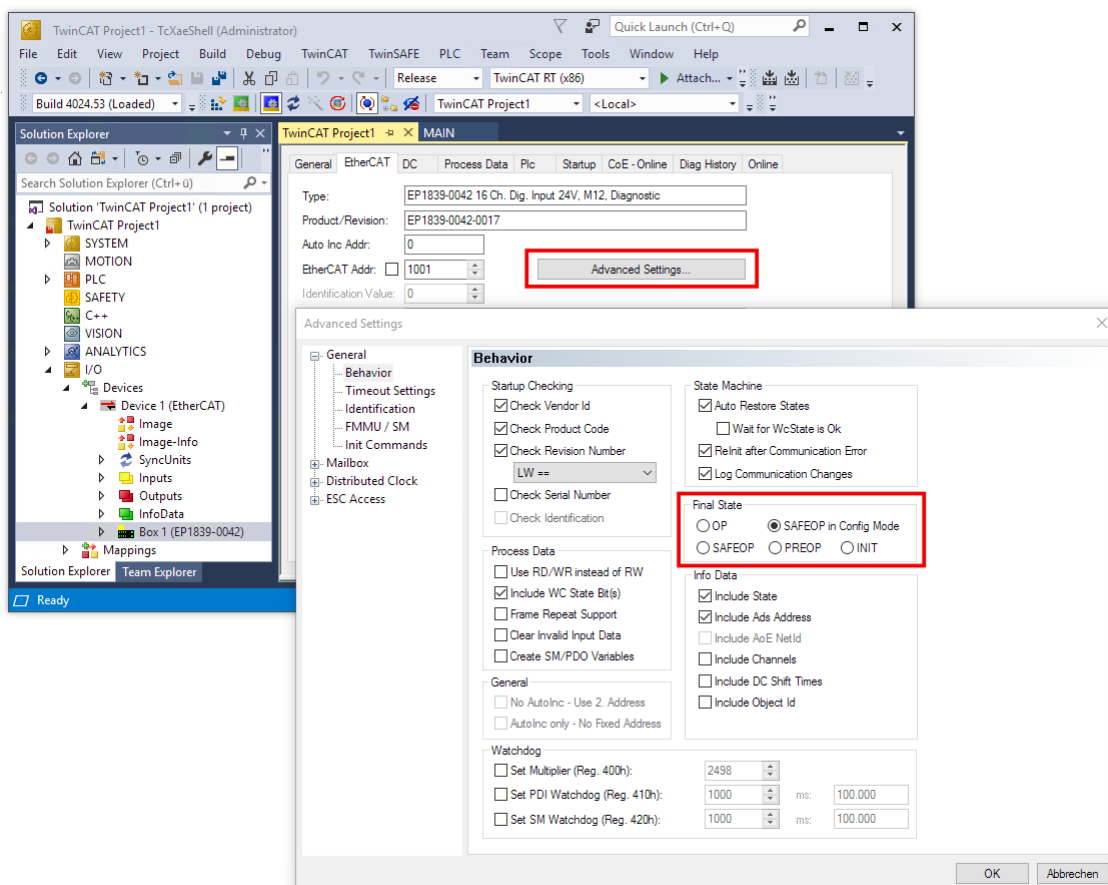 TwinCAT Project1 - TcXaeShell (Administrator)
Quick Launch (Ctrl+Q)
File Edit View Project Build Debug TwinCAT TwinSAFE PLC Team Scope Tools Window Help
Release TwinCAT RT (x86) Attach...
Build 4024.53 (Loaded) TwinCAT Project1 <Local>
Solution Explorer
Search Solution Explorer (Ctrl+ü)
Solution 'TwinCAT Project1' (1 project)
TwinCAT Project1
SYSTEM
MOTION
PLC
SAFETY
C++
VISION
ANALYTICS
I/O
Devices
Device 1 (EtherCAT)
Image
Image-Info
SyncUnits
Inputs
Outputs
InfoData
Box 1 (EP1839-0042)
Mappings
Solution Explorer Team Explorer
Ready
TwinCAT Project1 MAIN
General EtherCAT DC Process Data Plc Startup CoE - Online Diag History Online
Type: EP1839-0042 16 Ch. Dig. Input 24V, M12, Diagnostic
Product/Revision: EP1839-0042-0017
Auto Inc Addr: 0
EtherCAT Addr: 1001 Advanced Settings...
Identification Value: 0
Advanced Settings
General
Behavior
Timeout Settings
Identification
FMMU / SM
Init Commands
Mailbox
Distributed Clock
ESC Access
Behavior
Startup Checking
Check Vendor Id
Check Product Code
Check Revision Number
LW ==
Check Serial Number
Check Identification
Process Data
Use RD/WR instead of RW
Include WC State Bit(s)
Frame Repeat Support
Clear Invalid Input Data
Create SM/PDO Variables
General
No AutoInc - Use 2. Address
AutoInc only - No Fixed Address
State Machine
Auto Restore States
Wait for WcState is Ok
ReInit after Communication Error
Log Communication Changes
Final State
OP SAFEOP in Config Mode
SAFEOP PREOP INIT
Info Data
Include State
Include Ads Address
Include AoE NetId
Include Channels
Include DC Shift Times
Include Object Id
Watchdog
Set Multiplier (Reg. 400h): 2498
Set PDI Watchdog (Reg. 410h): 1000 ms: 100.000
Set SM Watchdog (Reg. 420h): 1000 ms: 100.000
OK Abbrechen